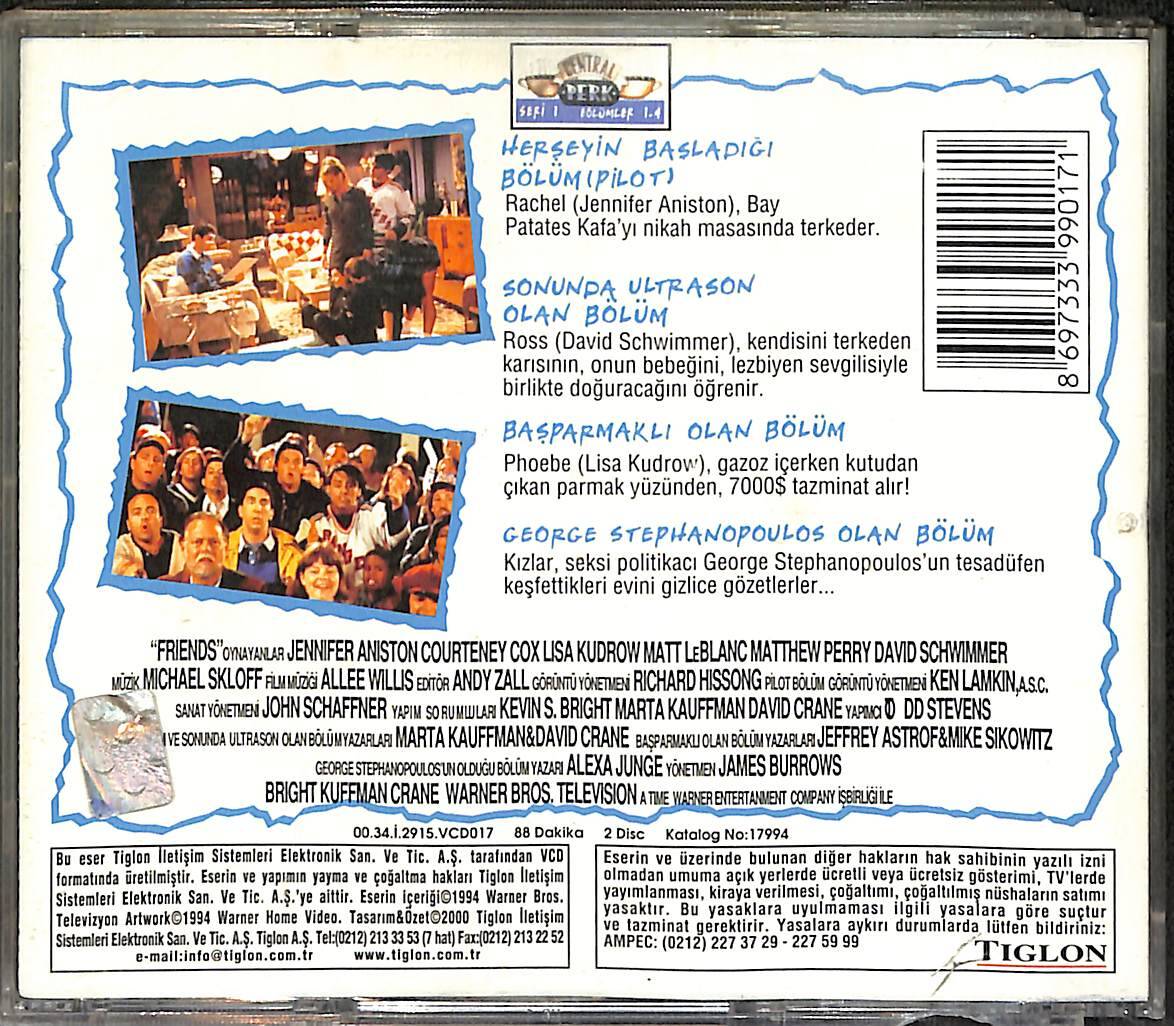 CENTRAL
PERK
SERİ 1 BÖLÜMLER 1-4
HERŞEYİN BAŞLADIĞI
BÖLÜM(PİLOT)
Rachel (Jennifer Aniston), Bay
Patates Kafa'yı nikah masasında terkeder.
SONUNDA ULTRASON
OLAN BÖLÜM
Ross (David Schwimmer), kendisini terkeden
karısının, onun bebeğini, lezbiyen sevgilisiyle
birlikte doğuracağını öğrenir.
BAŞPARMAKLI OLAN BÖLÜM
Phoebe (Lisa Kudrow), gazoz içerken kutudan
çıkan parmak yüzünden, 7000$ tazminat alır!
GEORGE STEPHANOPOULOS OLAN BÖLÜM
Kızlar, seksi politikacı George Stephanopoulos'un tesadüfen
keşfettikleri evini gizlice gözetlerler...
8 697333 990171
"FRIENDS" OYNAYANLAR JENNIFER ANISTON COURTENEY COX LISA KUDROW MATT LeBLANC MATTHEW PERRY DAVID SCHWIMMER
MÜZİK MICHAEL SKLOFF FİLM MÜZİĞİ ALLEE WILLIS EDİTÖR ANDY ZALL GÖRÜNTÜ YÖNETMENİ RICHARD HISSONG PİLOT BÖLÜM GÖRÜNTÜ YÖNETMENİ KEN LAMKIN,A.S.C.
SANAT YÖNETMENİ JOHN SCHAFFNER YAPIM SORUMLULARI KEVIN S. BRIGHT MARTA KAUFFMAN DAVID CRANE YAPIMCI DD STEVENS
VE SONUNDA ULTRASON OLAN BÖLÜM YAZARLARI MARTA KAUFFMAN&DAVID CRANE BAŞPARMAKLI OLAN BÖLÜM YAZARLARI JEFFREY ASTROF&MIKE SIKOWITZ
GEORGE STEPHANOPOULOS'UN OLDUĞU BÖLÜM YAZARI ALEXA JUNGE YÖNETMEN JAMES BURROWS
BRIGHT KUFFMAN CRANE WARNER BROS. TELEVISION A TIME WARNER ENTERTANMENT COMPANY İŞBİRLİĞİ İLE
00.34.İ.2915.VCD017 88 Dakika 2 Disc Katalog No:17994
Bu eser Tiglon İletişim Sistemleri Elektronik San. Ve Tic. A.Ş. tarafından VCD
formatında üretilmiştir. Eserin ve yapımın yayma ve çoğaltma hakları Tiglon İletişim
Sistemleri Elektronik San. Ve Tic. A.Ş.'ye aittir. Eserin İçeriği©1994 Warner Bros.
Televizyon Artwork©1994 Warner Home Video. Tasarım&Özet©2000 Tiglon İletişim
Sistemleri Elektronik San. Ve Tic. A.Ş. Tiglon A.Ş. Tel:(0212) 213 33 53 (7 hat) Fax:(0212) 213 22 52
e-mail:info@tiglon.com.tr www.tiglon.com.tr
Eserin ve üzerinde bulunan diğer hakların hak sahibinin yazılı izni
olmadan umuma açık yerlerde ücretli veya ücretsiz gösterimi, TV'lerde
yayımlanması, kiraya verilmesi, çoğaltımı, çoğaltılmış nüshaların satımı
yasaktır. Bu yasaklara uyulmaması ilgili yasalara göre suçtur
ve tazminat gerektirir. Yasalara aykırı durumlarda lütfen bildiriniz:
AMPEC: (0212) 227 37 29 - 227 59 99
TIGLON